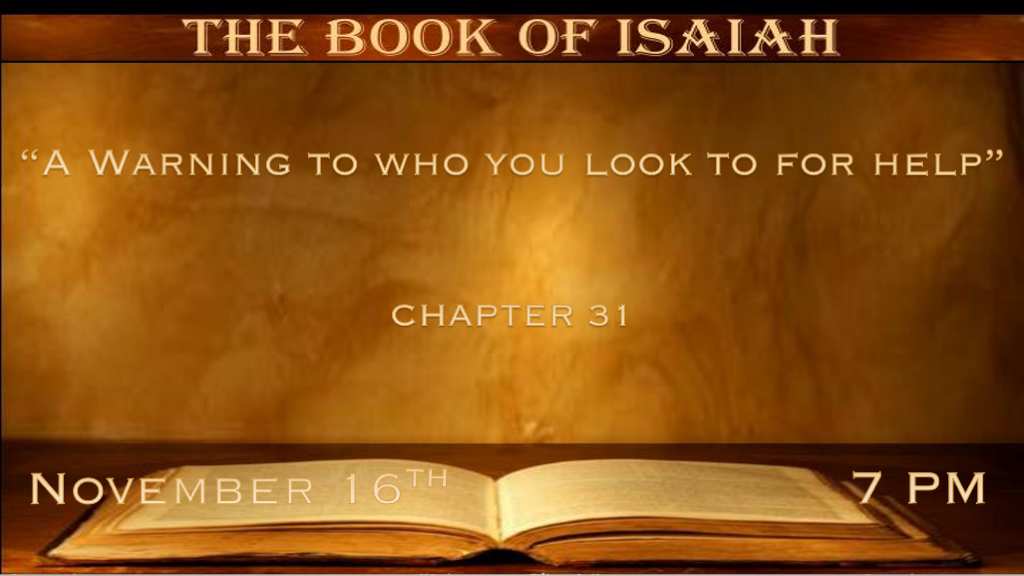 THE BOOK OF ISAIAH
“A WARNING TO WHO YOU LOOK TO FOR HELP”
CHAPTER 31
NOVEMBER 16TH
7 PM